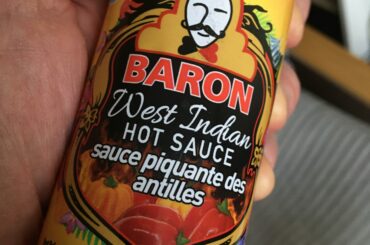 BARON
West Indian
HOT SAUCE
sauce piquante des
antilles